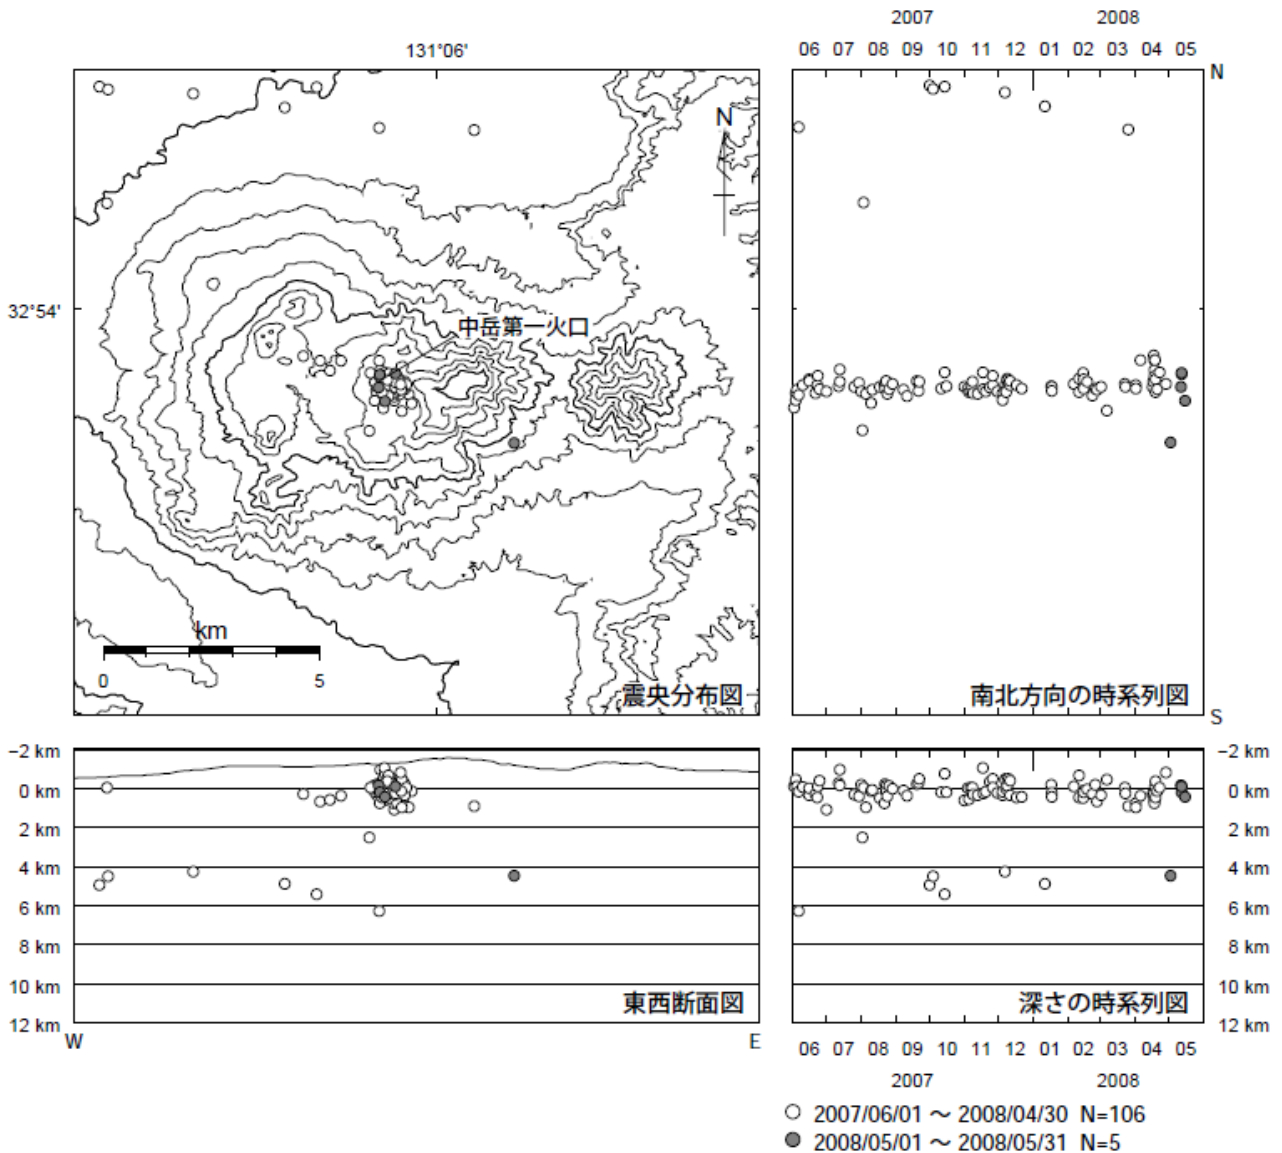 2007 2008
06 07 08 09 10 11 12 01 02 03 04 05
131°06'
N
N
32°54'
中岳第一火口
km
0 5
震央分布図
南北方向の時系列図
S
-2 km
0 km
2 km
4 km
6 km
8 km
10 km
12 km
東西断面図
W E
-2 km
0 km
2 km
4 km
6 km
8 km
10 km
12 km
深さの時系列図
06 07 08 09 10 11 12 01 02 03 04 05
2007 2008
2007/06/01 ～ 2008/04/30 N=106
2008/05/01 ～ 2008/05/31 N=5